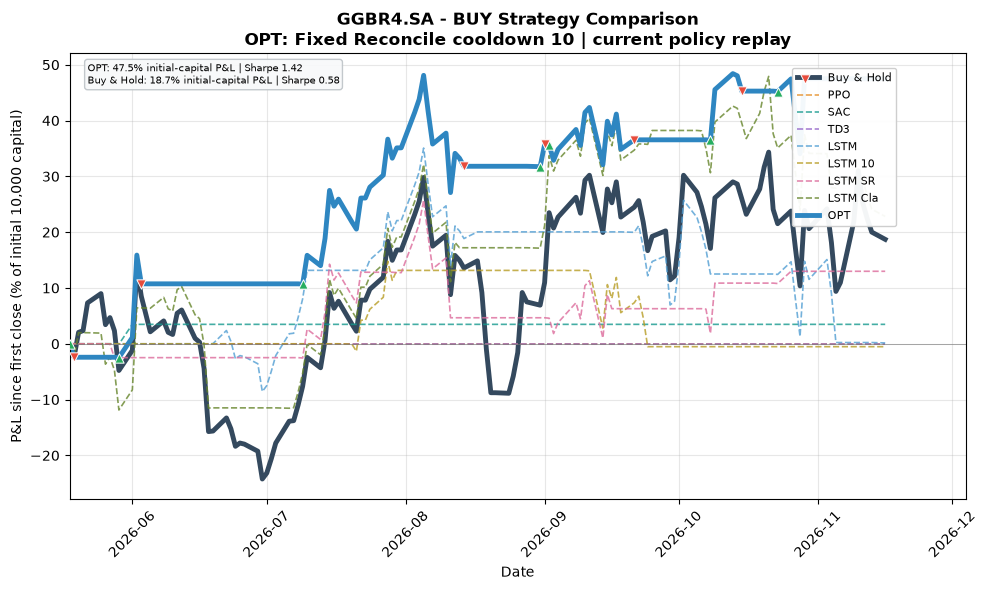 GGBR4.SA - BUY Strategy Comparison
OPT: Fixed Reconcile cooldown 10 | current policy replay
OPT: 47.5% initial-capital P&L | Sharpe 1.42
Buy & Hold: 18.7% initial-capital P&L | Sharpe 0.58
Buy & Hold
PPO
SAC
TD3
LSTM
LSTM 10
LSTM SR
LSTM Cla
OPT
P&L since first close (% of initial 10,000 capital)
50
40
30
20
10
0
−10
−20
2026-06
2026-07
2026-08
2026-09
2026-10
2026-11
2026-12
Date